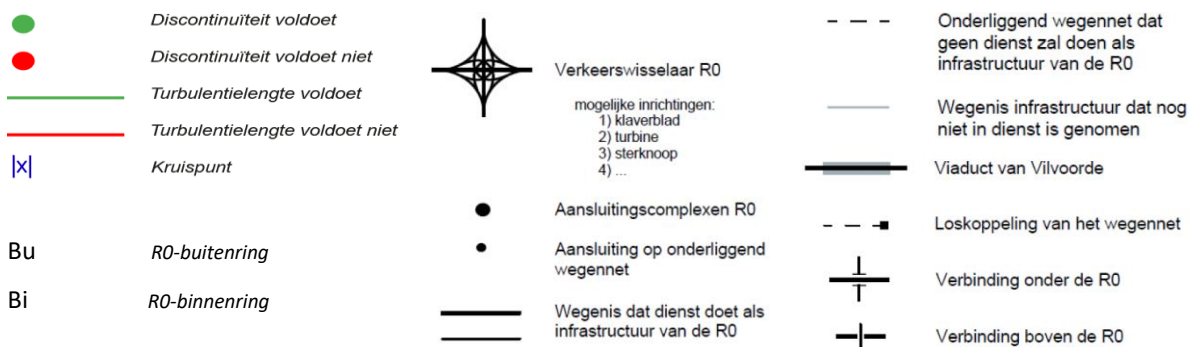 Discontinuïteit voldoet
Discontinuïteit voldoet niet
Turbulentielengte voldoet
Turbulentielengte voldoet niet
|x| Kruispunt
Bu R0-buitenring
Bi R0-binnenring
Verkeerswisselaar R0
mogelijke inrichtingen:
1) klaverblad
2) turbine
3) sterknoop
4) ...
Aansluitingscomplexen R0
Aansluiting op onderliggend
wegennet
Wegenis dat dienst doet als
infrastructuur van de R0
Onderliggend wegennet dat
geen dienst zal doen als
infrastructuur van de R0
Wegenis infrastructuur dat nog
niet in dienst is genomen
Viaduct van Vilvoorde
Loskoppeling van het wegennet
Verbinding onder de R0
Verbinding boven de R0